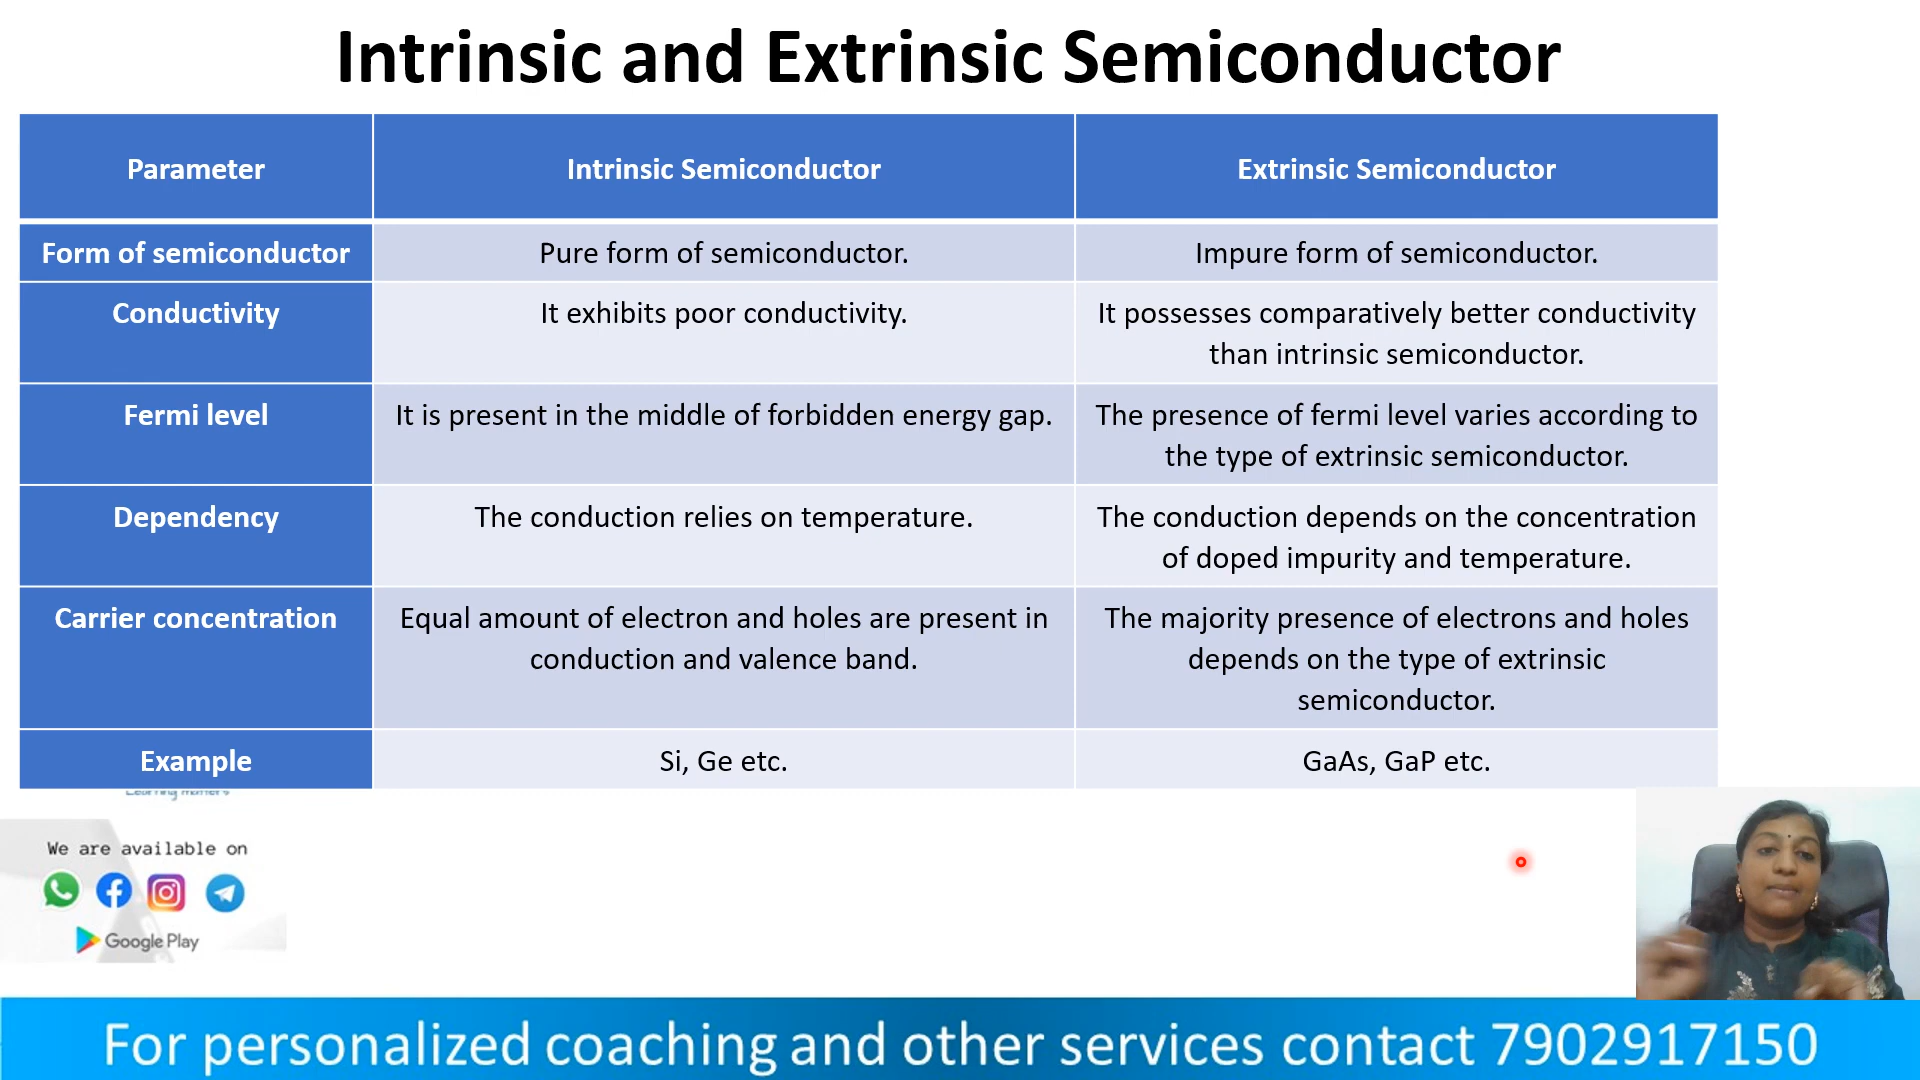 Intrinsic and Extrinsic Semiconductor
Parameter
Intrinsic Semiconductor
Extrinsic Semiconductor
Form of semiconductor
Pure form of semiconductor.
Impure form of semiconductor.
Conductivity
It exhibits poor conductivity.
It possesses comparatively better conductivity
than intrinsic semiconductor.
Fermi level
It is present in the middle of forbidden energy gap.
The presence of fermi level varies according to
the type of extrinsic semiconductor.
Dependency
The conduction relies on temperature.
The conduction depends on the concentration
of doped impurity and temperature.
Carrier concentration
Equal amount of electron and holes are present in
conduction and valence band.
The majority presence of electrons and holes
depends on the type of extrinsic
semiconductor.
Example
Si, Ge etc.
GaAs, GaP etc.
We are available on
Google Play
For personalized coaching and other services contact 7902917150